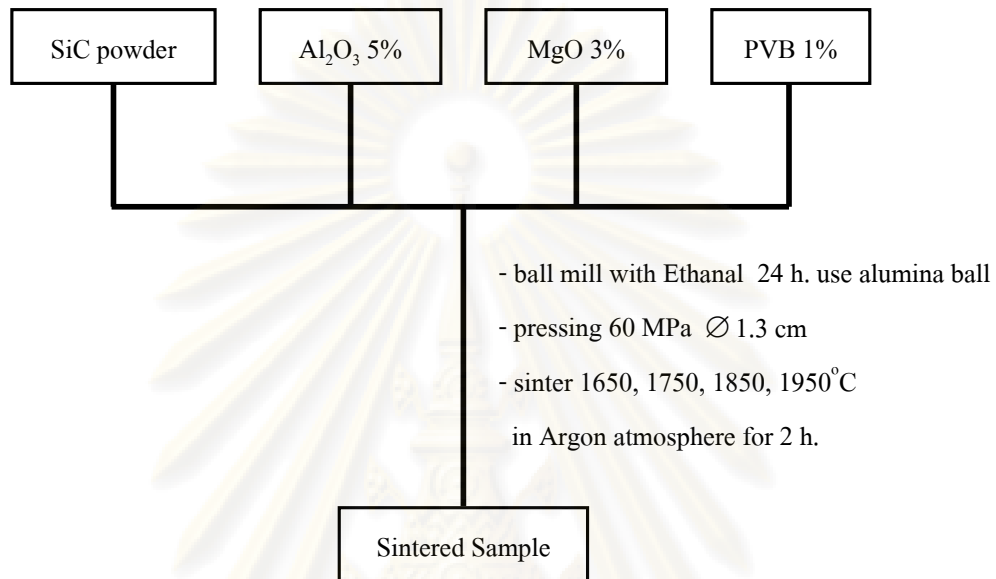 SiC powder
Al₂O₃ 5%
MgO 3%
PVB 1%
- ball mill with Ethanal 24 h. use alumina ball
- pressing 60 MPa ∅ 1.3 cm
- sinter 1650, 1750, 1850, 1950°C
in Argon atmosphere for 2 h.
Sintered Sample